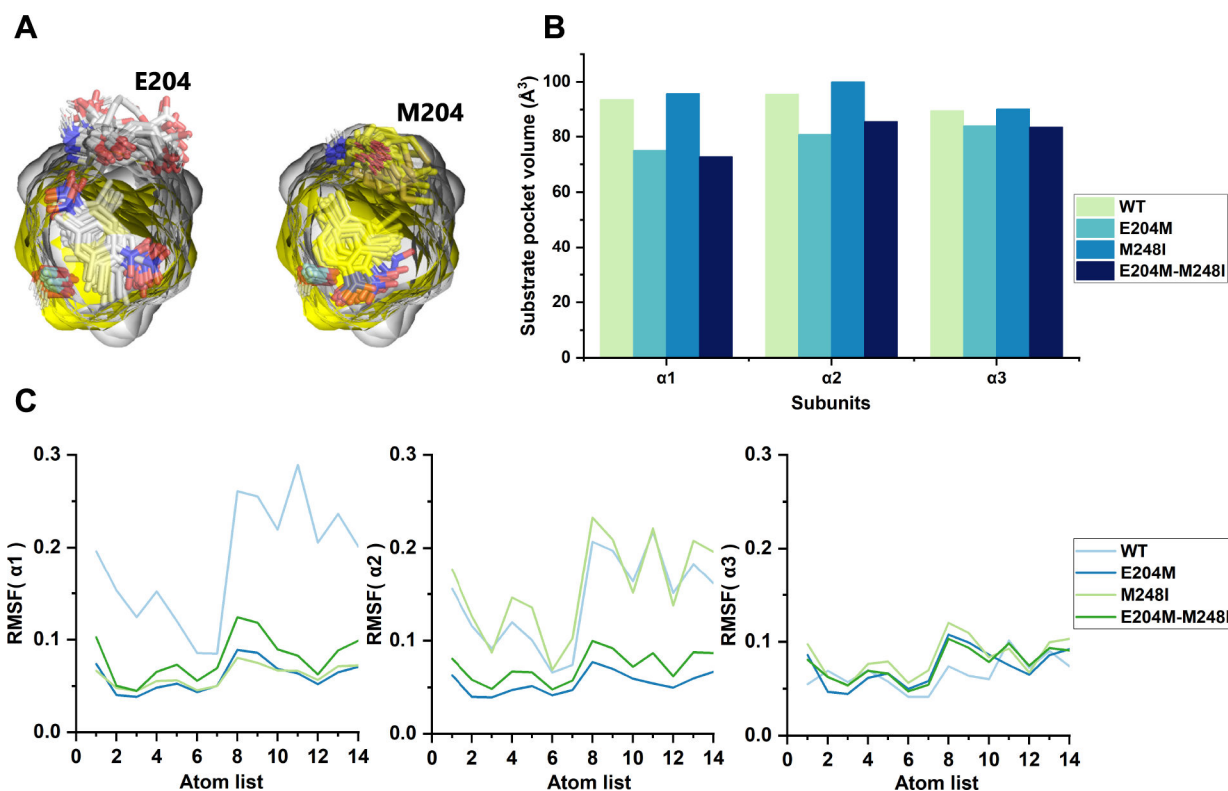 A
E204
M204
B
Substrate pocket volume (Å³)
100
80
60
40
20
0
α1
α2
α3
Subunits
WT
E204M
M248I
E204M-M248I
C
RMSF( α1 )
0.3
0.2
0.1
0.0
0 2 4 6 8 10 12 14
Atom list
RMSF( α2 )
0.3
0.2
0.1
0.0
0 2 4 6 8 10 12 14
Atom list
RMSF( α3 )
0.3
0.2
0.1
0.0
0 2 4 6 8 10 12 14
Atom list
WT
E204M
M248I
E204M-M248I